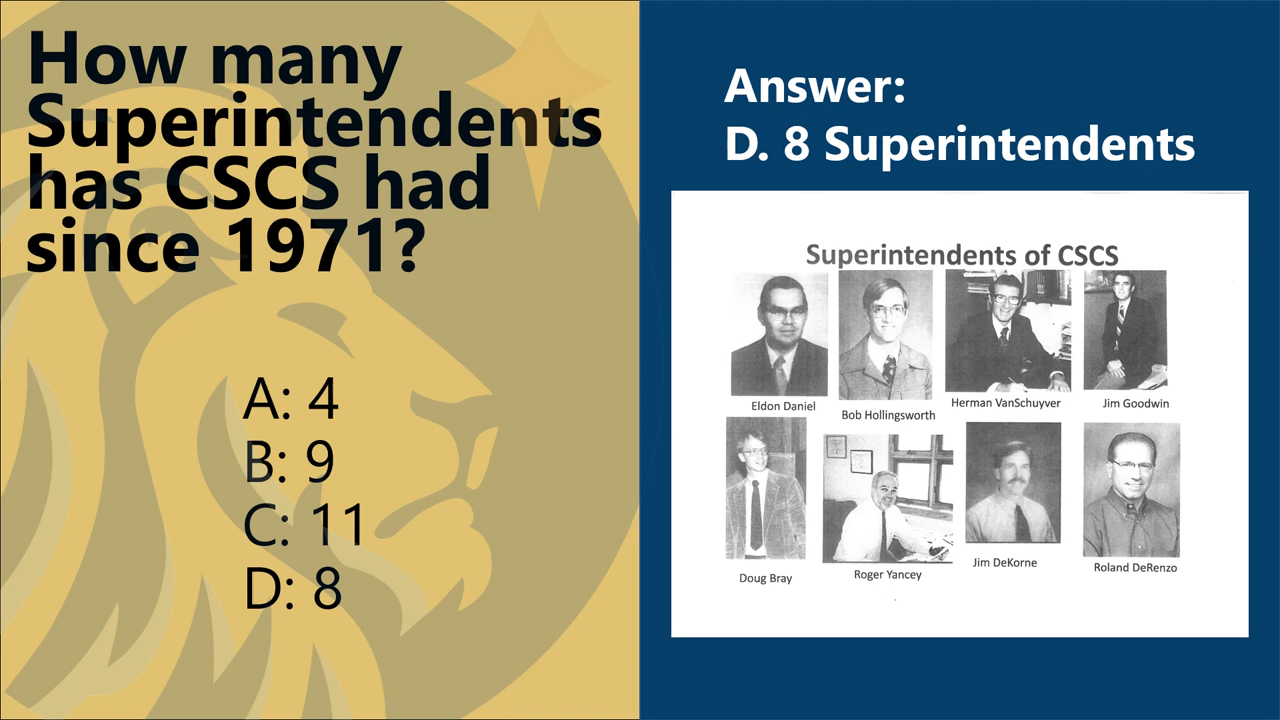 How many
Superintendents
has CSCS had
since 1971?
A: 4
B: 9
C: 11
D: 8
Answer:
D. 8 Superintendents
Superintendents of CSCS
Eldon Daniel
Bob Hollingsworth
Herman VanSchuyver
Jim Goodwin
Doug Bray
Roger Yancey
Jim DeKorne
Roland DeRenzo